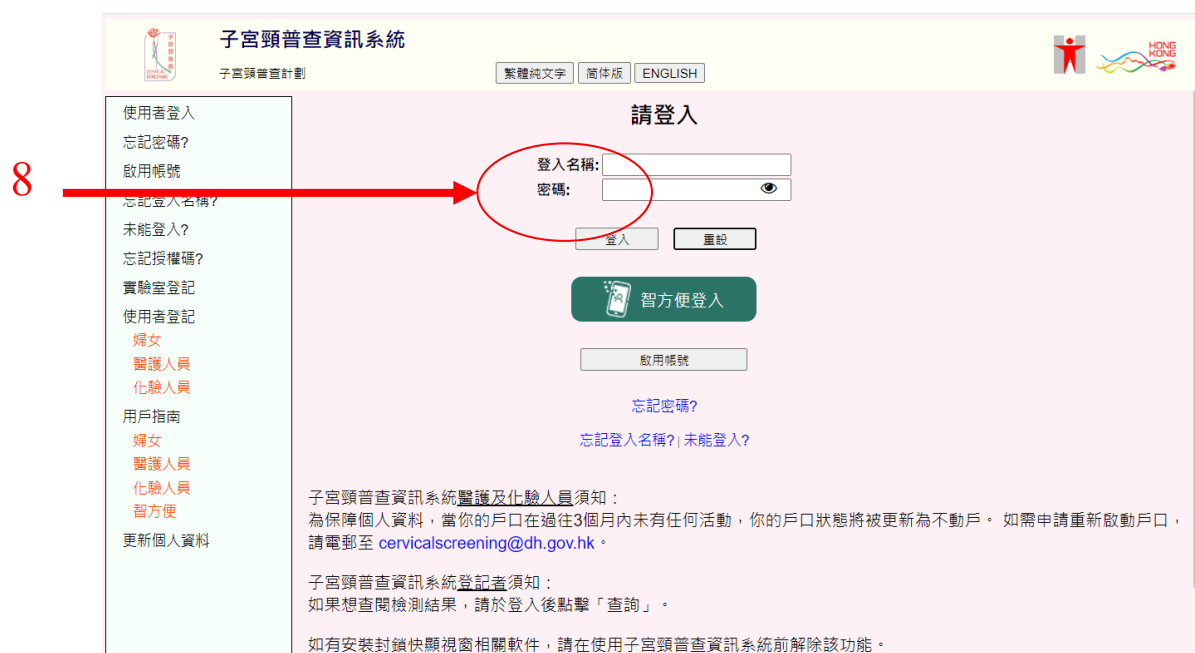 子宮頸普查資訊系統
子宮頸普查計劃
繁體純文字 简体版 ENGLISH
HONG KONG
使用者登入
忘記密碼?
啟用帳號
忘記登入名稱?
未能登入?
忘記授權碼?
實驗室登記
使用者登記
婦女
醫護人員
化驗人員
用戶指南
婦女
醫護人員
化驗人員
智方便
更新個人資料
8
請登入
登入名稱:
密碼:
登入 重設
智方便登入
啟用帳號
忘記密碼?
忘記登入名稱? | 未能登入?
子宮頸普查資訊系統醫護及化驗人員須知：
為保障個人資料，當你的戶口在過往3個月內未有任何活動，你的戶口狀態將被更新為不動戶。 如需申請重新啟動戶口，
請電郵至 cervicalscreening@dh.gov.hk。
子宮頸普查資訊系統登記者須知：
如果想查閱檢測結果，請於登入後點擊「查詢」。
如有安裝封鎖快顯視窗相關軟件，請在使用子宮頸普查資訊系統前解除該功能。